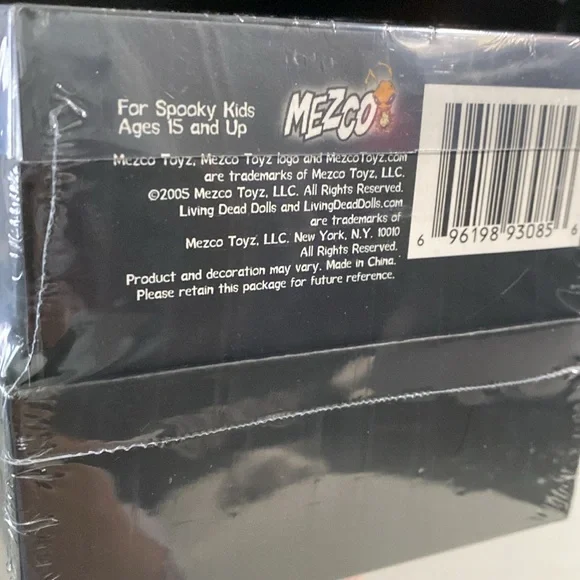 For Spooky Kids
Ages 15 and Up
MEZCO
Mezco Toyz, Mezco Toyz logo and MezcoToyz.com
are trademarks of Mezco Toyz, LLC.
©2005 Mezco Toyz, LLC. All Rights Reserved.
Living Dead Dolls and LivingDeadDolls.com
are trademarks of
Mezco Toyz, LLC. New York, N.Y. 10010
All Rights Reserved.
Product and decoration may vary. Made in China.
Please retain this package for future reference.
6 96198 93085 6